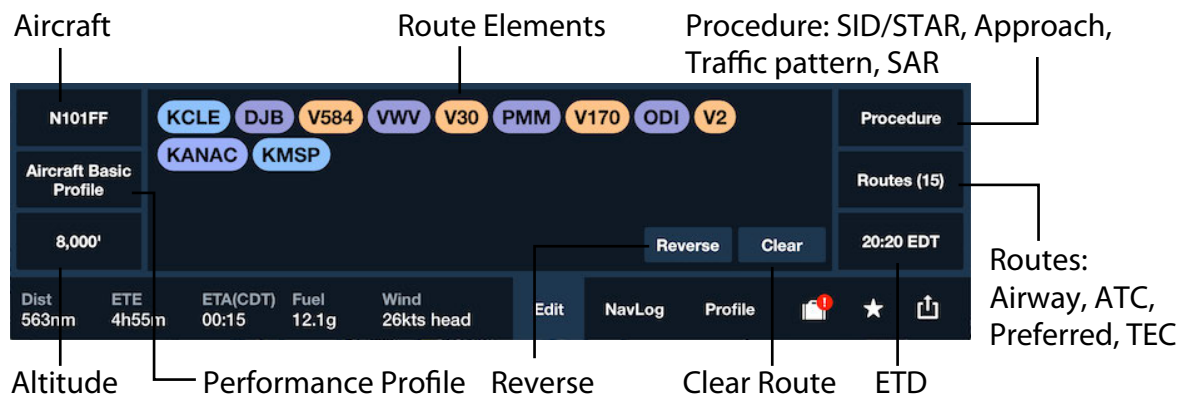 Aircraft
Route Elements
Procedure: SID/STAR, Approach,
Traffic pattern, SAR
N101FF
KCLE DJB V584 VWV V30 PMM V170 ODI V2
Procedure
KANAC KMSP
Aircraft Basic
Profile
Routes (15)
8,000'
Reverse
Clear
20:20 EDT
Routes:
Airway, ATC,
Preferred, TEC
Dist ETE ETA(CDT) Fuel Wind
563nm 4h55m 00:15 12.1g 26kts head
Edit NavLog Profile
!
Altitude
Performance Profile
Reverse
Clear Route
ETD